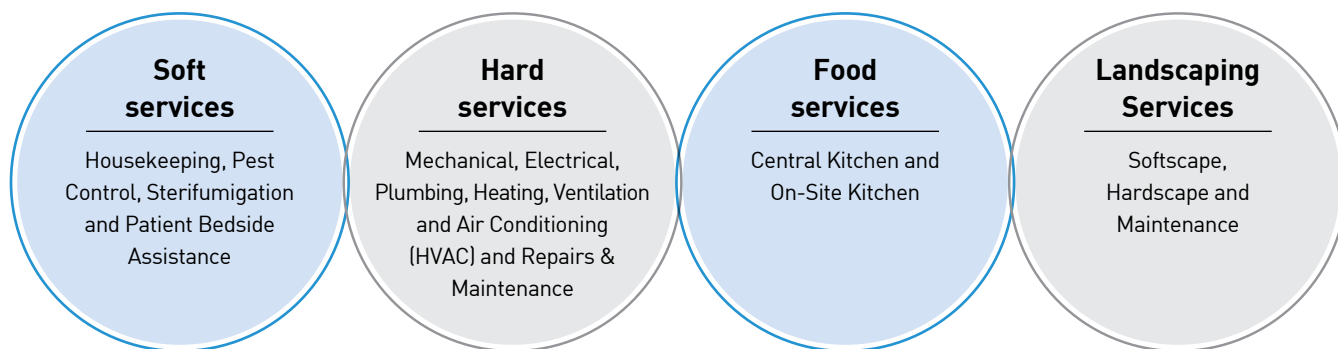 Soft
services
Housekeeping, Pest
Control, Sterifumigation
and Patient Bedside
Assistance
Hard
services
Mechanical, Electrical,
Plumbing, Heating, Ventilation
and Air Conditioning
(HVAC) and Repairs &
Maintenance
Food
services
Central Kitchen and
On-Site Kitchen
Landscaping
Services
Softscape,
Hardscape and
Maintenance